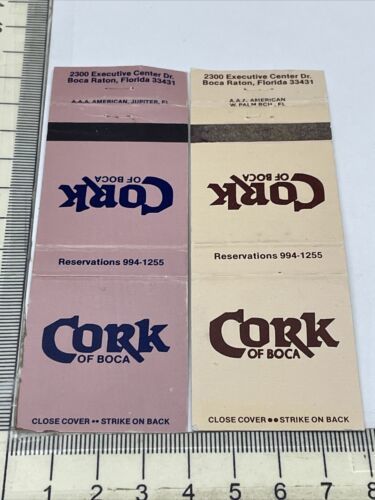 2300 Executive Center Dr.
Boca Raton, Florida 33431
A.A.A. AMERICAN, JUPITER, FL
CORK
OF BOCA
Reservations 994-1255
CORK
OF BOCA
CLOSE COVER •• STRIKE ON BACK
2300 Executive Center Dr.
Boca Raton, Florida 33431
A.A.A. AMERICAN
W. PALM BCH., FL
CORK
OF BOCA
Reservations 994-1255
CORK
OF BOCA
CLOSE COVER •• STRIKE ON BACK
1 2 3 4 5 6 7 8